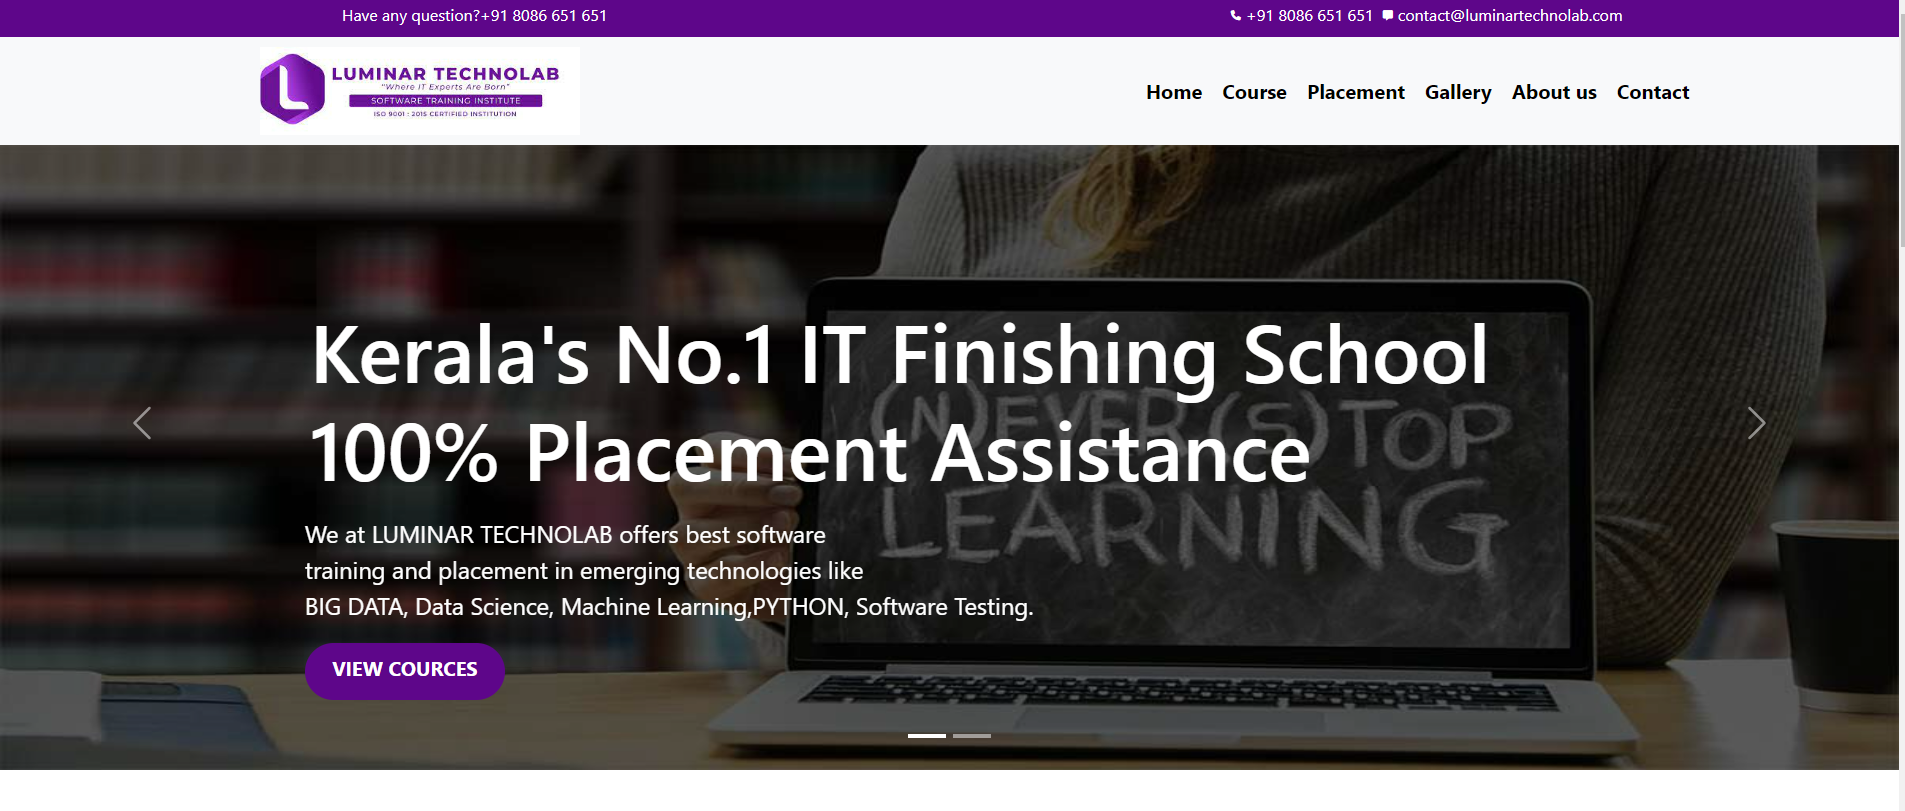 Have any question?+91 8086 651 651
+91 8086 651 651 contact@luminartechnolab.com
LUMINAR TECHNOLAB
"Where IT Experts Are Born"
SOFTWARE TRAINING INSTITUTE
ISO 9001 : 2015 CERTIFIED INSTITUTION
Home Course Placement Gallery About us Contact
Kerala's No.1 IT Finishing School
100% Placement Assistance
(N)EVER (S)TOP
LEARNING
We at LUMINAR TECHNOLAB offers best software
training and placement in emerging technologies like
BIG DATA, Data Science, Machine Learning,PYTHON, Software Testing.
VIEW COURCES